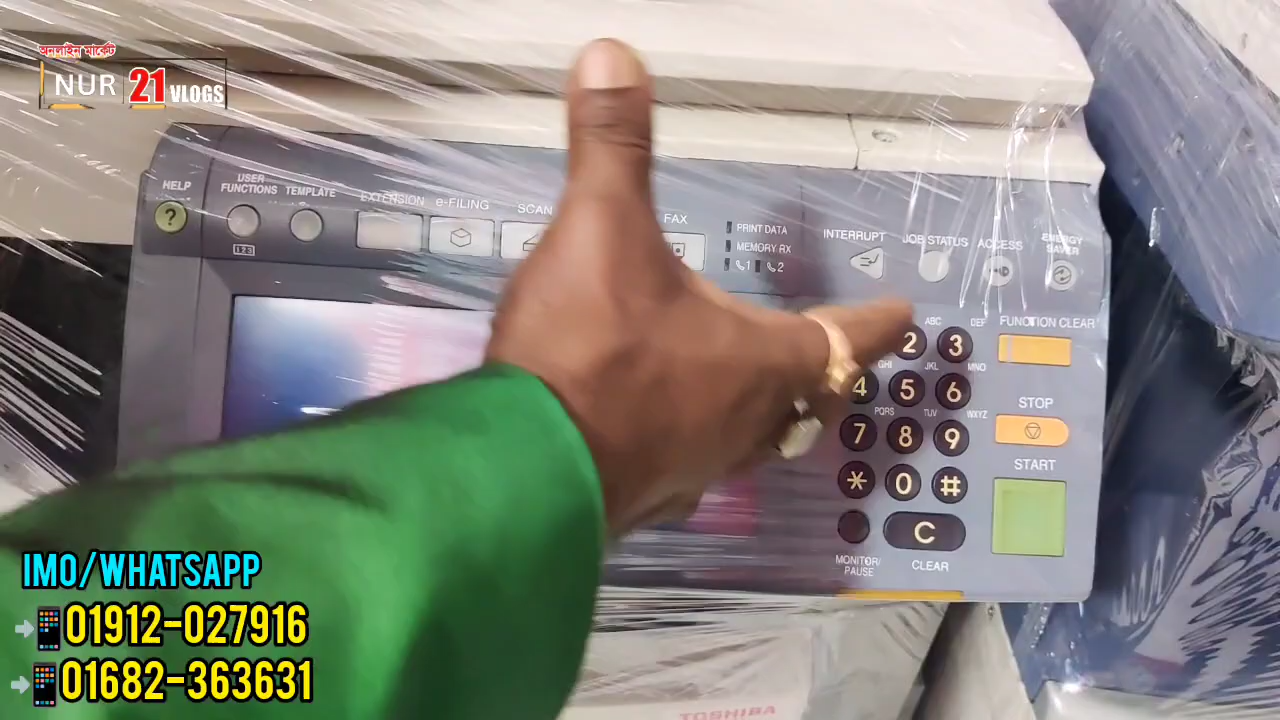 অনলাইন মার্কেট
NUR 21 VLOGS
HELP
?
USER FUNCTIONS
123
TEMPLATE
EXTENSION
e-FILING
SCAN
FAX
PRINT DATA
MEMORY RX
1 2
INTERRUPT
JOB STATUS
ACCESS
ENERGY SAVER
ABC DEF
2 3
FUNCTION CLEAR
GHI JKL MNO
4 5 6
STOP
PQRS TUV WXYZ
7 8 9
START
* 0 #
C
MONITOR/ PAUSE
CLEAR
IMO/WHATSAPP
01912-027916
01682-363631
TOSHIBA